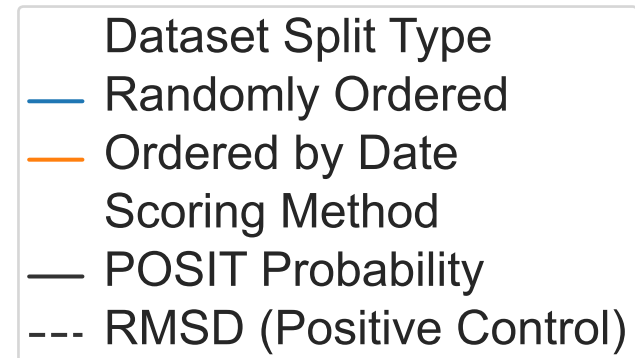 Dataset Split Type
Randomly Ordered
Ordered by Date
Scoring Method
POSIT Probability
RMSD (Positive Control)